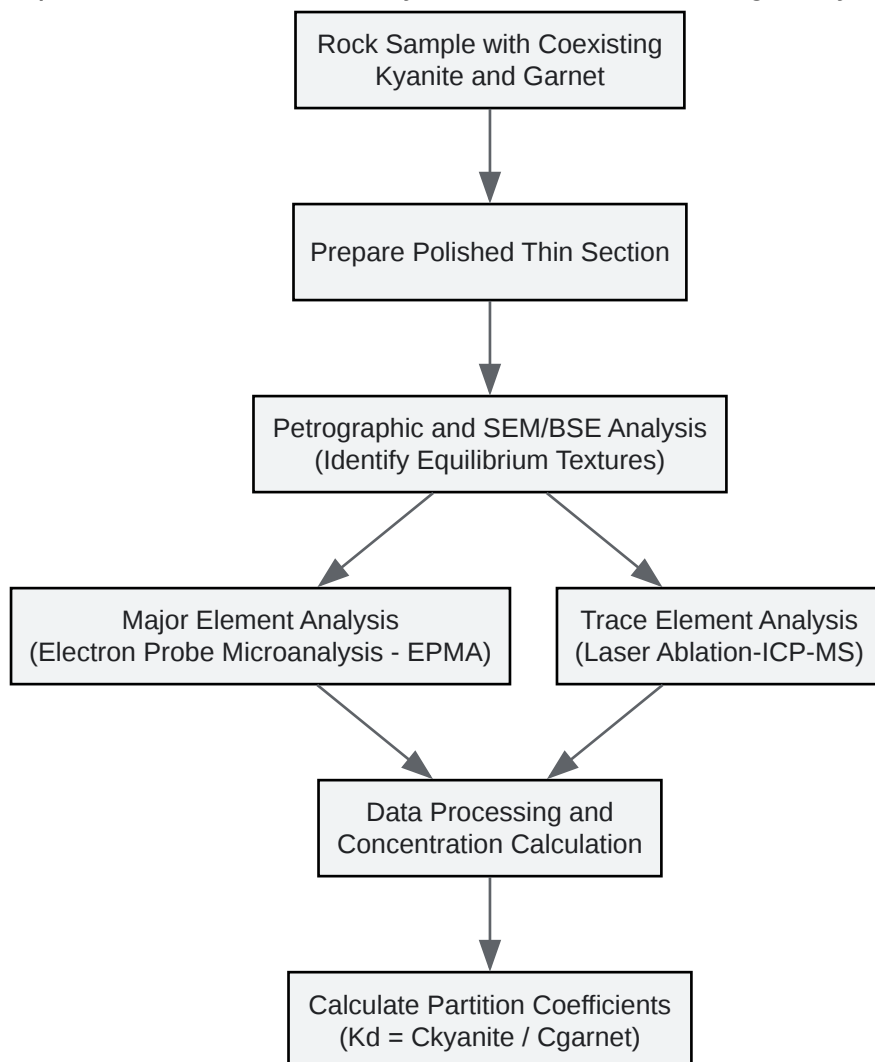 Rock Sample with Coexisting
Kyanite and Garnet
Prepare Polished Thin Section
Petrographic and SEM/BSE Analysis
(Identify Equilibrium Textures)
Major Element Analysis
(Electron Probe Microanalysis - EPMA)
Trace Element Analysis
(Laser Ablation-ICP-MS)
Data Processing and
Concentration Calculation
Calculate Partition Coefficients
(Kd = Ckyanite / Cgarnet)